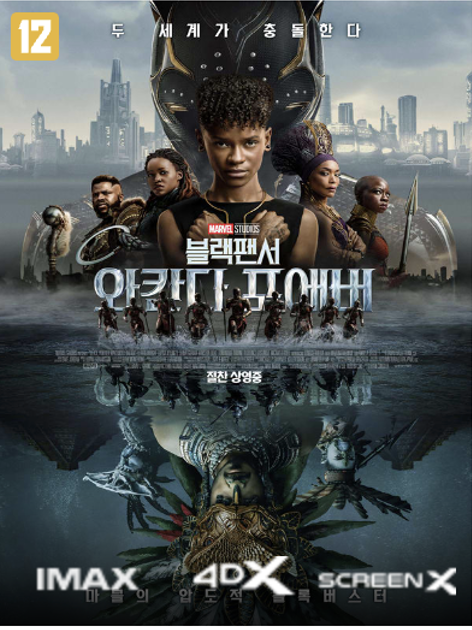 12
두 세계가 충돌한다
MARVEL STUDIOS
블랙팬서
와칸다 포에버
절찬 상영중
IMAX 4DX SCREENX
마블의 압도적 블록버스터